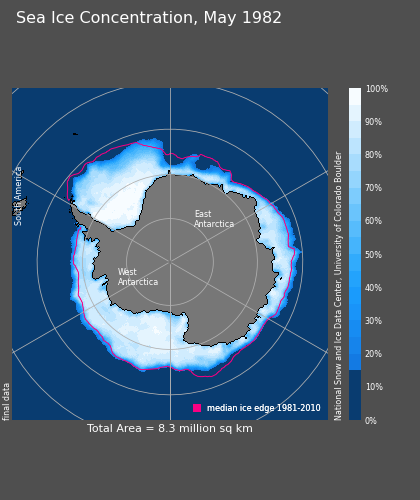 Sea Ice Concentration, May 1982
South America
East
Antarctica
West
Antarctica
final data
median ice edge 1981-2010
Total Area = 8.3 million sq km
100%
90%
80%
70%
60%
50%
40%
30%
20%
10%
0%
National Snow and Ice Data Center, University of Colorado Boulder